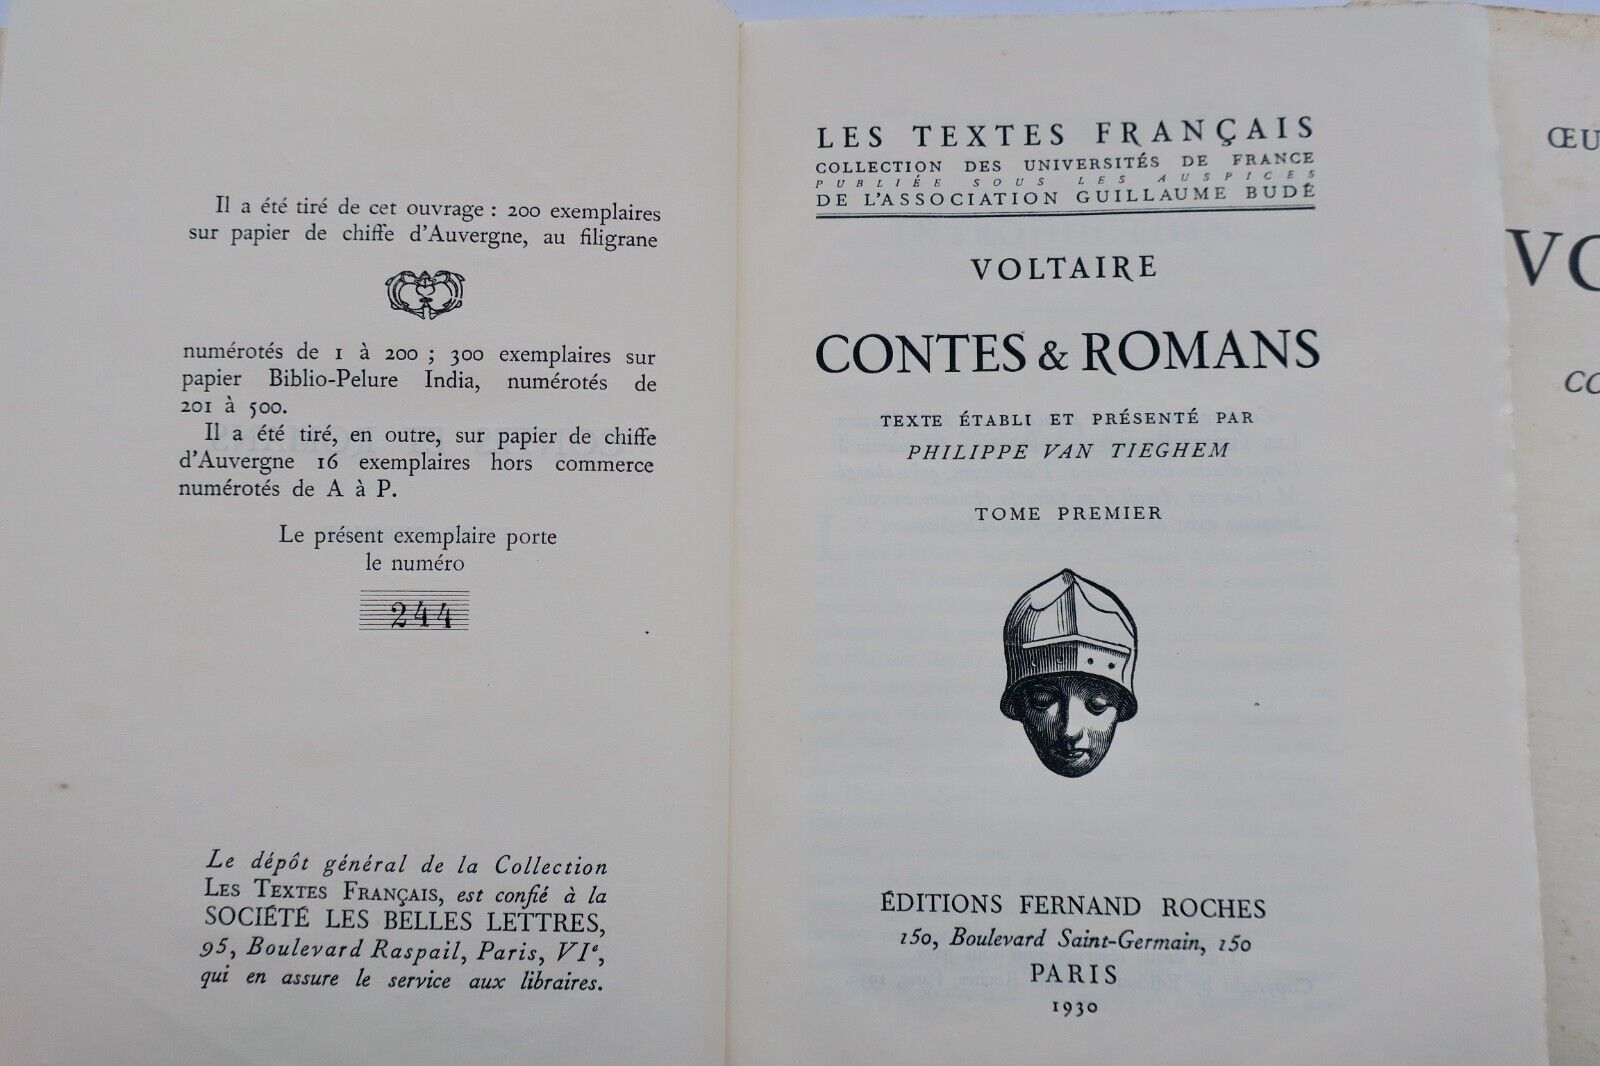 Il a été tiré de cet ouvrage : 200 exemplaires
sur papier de chiffe d'Auvergne, au filigrane
numérotés de 1 à 200 ; 300 exemplaires sur
papier Biblio-Pelure India, numérotés de
201 à 500.
Il a été tiré, en outre, sur papier de chiffe
d'Auvergne 16 exemplaires hors commerce
numérotés de A à P.
Le présent exemplaire porte
le numéro
244
Le dépôt général de la Collection
LES TEXTES FRANÇAIS, est confié à la
SOCIÉTÉ LES BELLES LETTRES,
95, Boulevard Raspail, Paris, VIe,
qui en assure le service aux libraires.
LES TEXTES FRANÇAIS
COLLECTION DES UNIVERSITÉS DE FRANCE
PUBLIÉE SOUS LES AUSPICES
DE L'ASSOCIATION GUILLAUME BUDÉ
VOLTAIRE
CONTES & ROMANS
TEXTE ÉTABLI ET PRÉSENTÉ PAR
PHILIPPE VAN TIEGHEM
TOME PREMIER
ÉDITIONS FERNAND ROCHES
150, Boulevard Saint-Germain, 150
PARIS
1930
ŒU
VO
CO